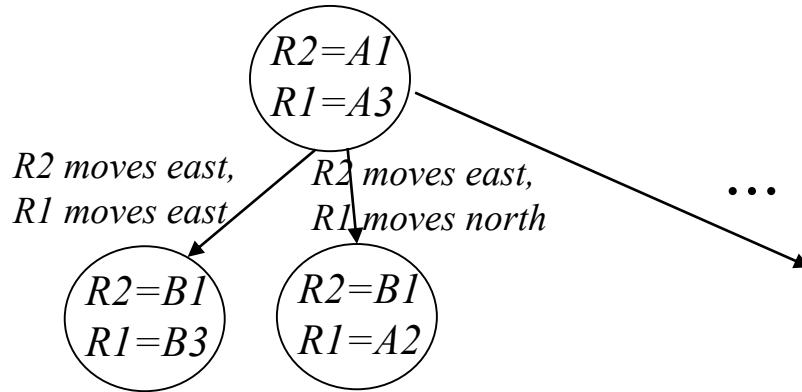 R2=A1
R1=A3
R2 moves east,
R1 moves east
R2 moves east,
R1 moves north
...
R2=B1
R1=B3
R2=B1
R1=A2